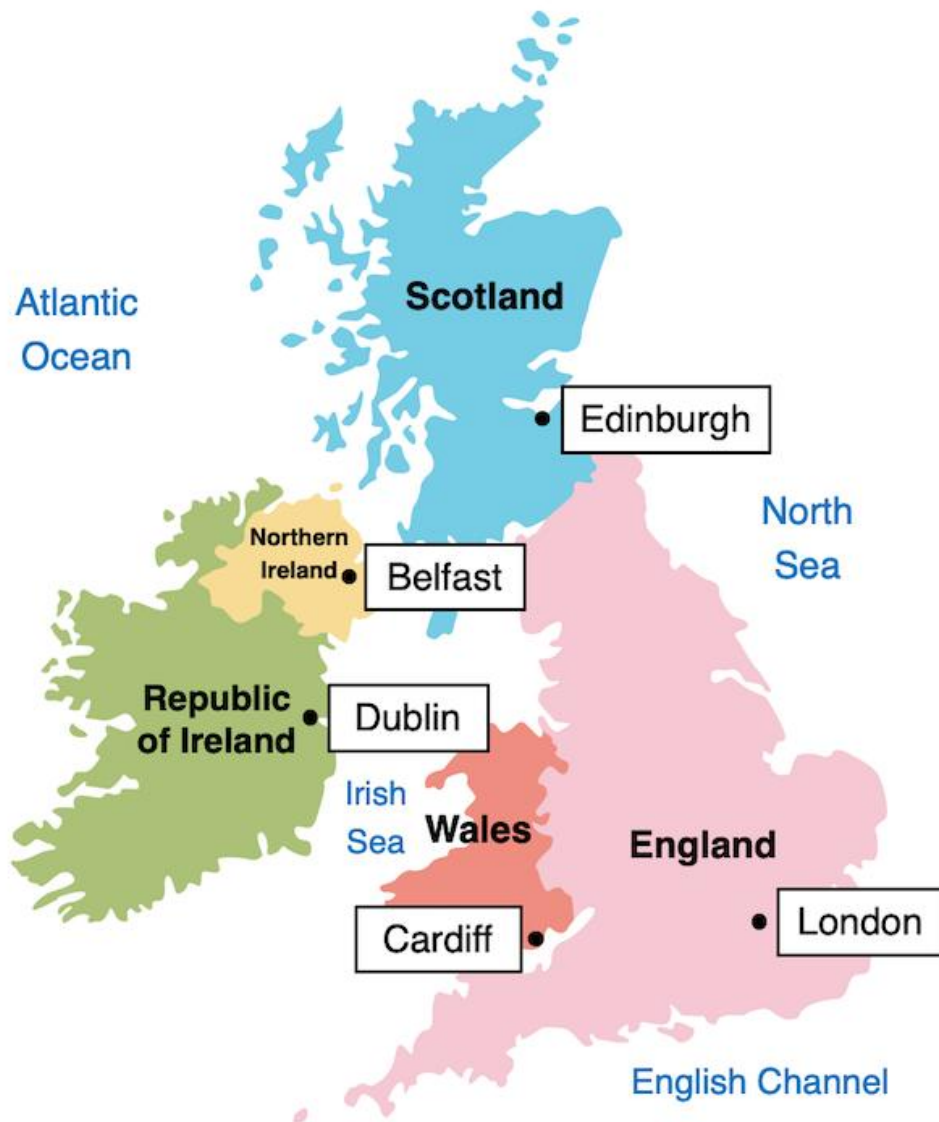 Scotland
Atlantic
Ocean
Edinburgh
North
Sea
Northern
Ireland
Belfast
Republic
of Ireland
Dublin
Irish
Sea
Wales
England
Cardiff
London
English Channel